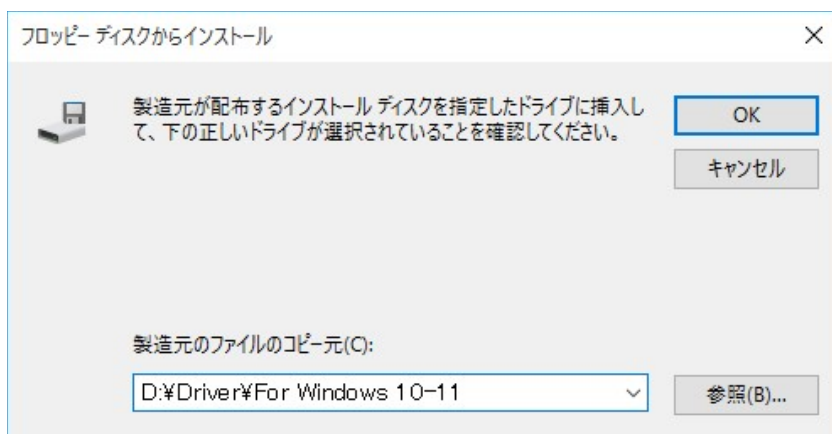 フロッピー ディスクからインストール
製造元が配布するインストール ディスクを指定したドライブに挿入し
て、下の正しいドライブが選択されていることを確認してください。
OK
キャンセル
製造元のファイルのコピー元(C):
D:¥Driver¥For Windows 10-11
参照(B)...